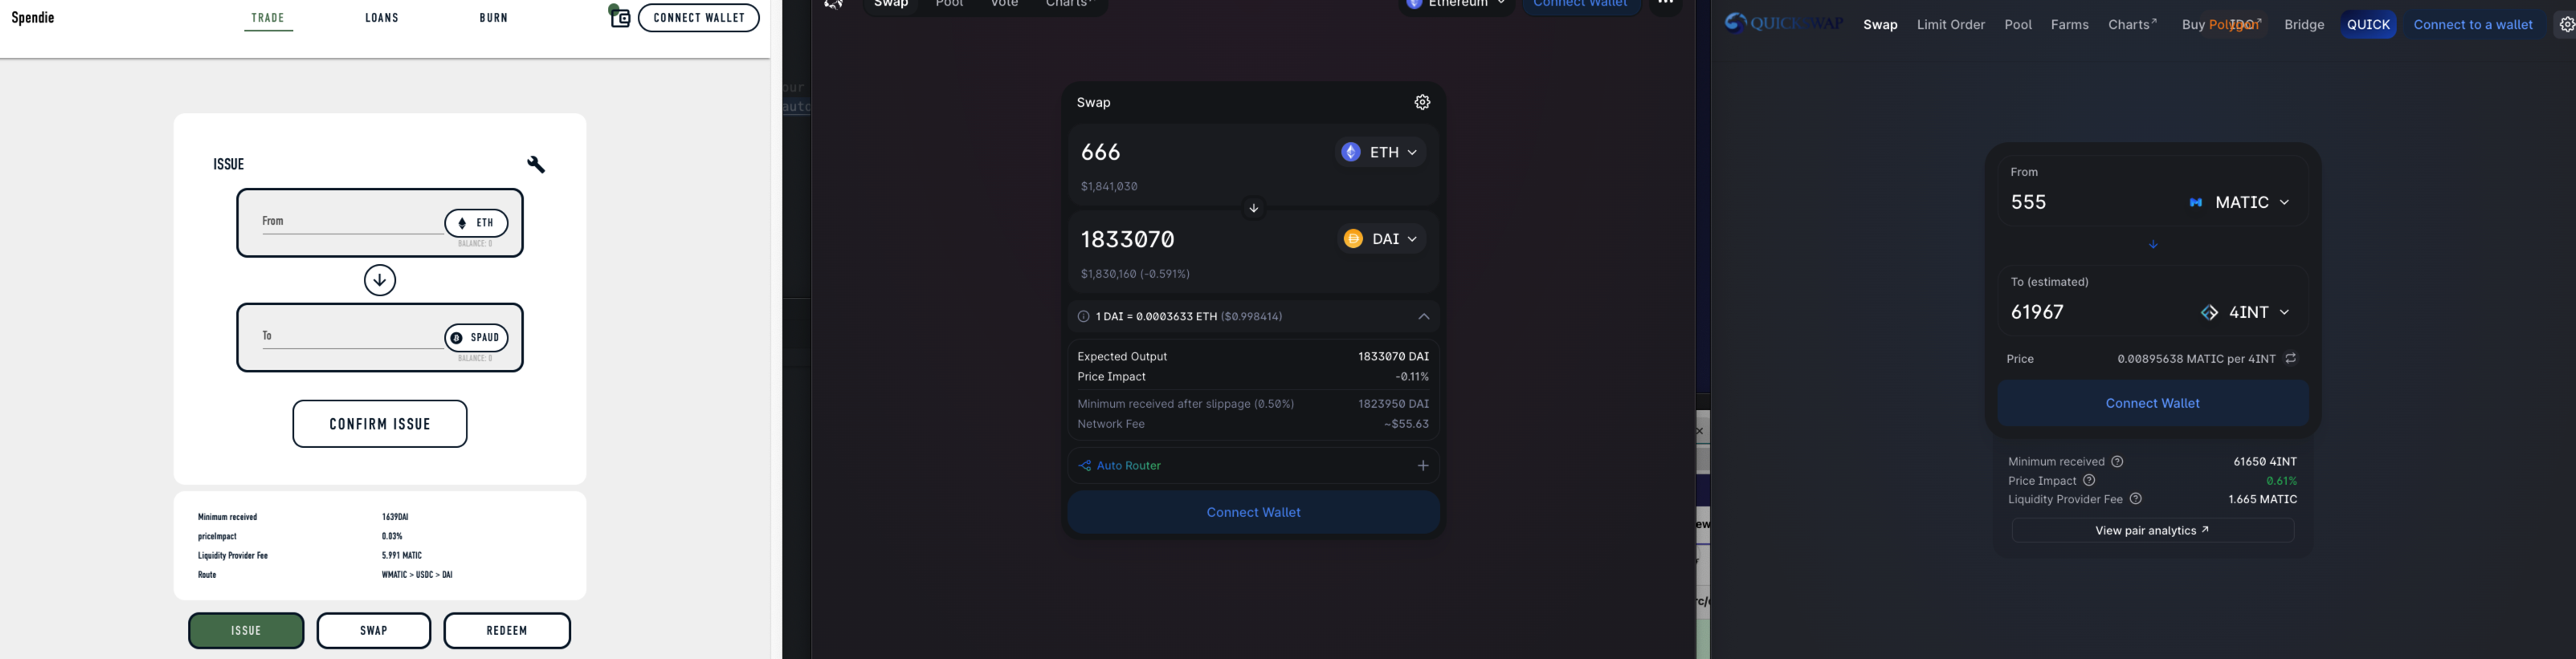 Spendie
TRADE
LOANS
BURN
CONNECT WALLET
ISSUE
From
ETH
BALANCE: 0
To
SPAUD
BALANCE: 0
CONFIRM ISSUE
Minimum received 1639DAI
priceImpact 0.03%
Liquidity Provider Fee 5.991 MATIC
Route WMATIC > USDC > DAI
ISSUE
SWAP
REDEEM
our
auto
Swap
Pool
Vote
Charts
Ethereum
Connect Wallet
Swap
666
ETH
$1,841,030
1833070
DAI
$1,830,160 (-0.591%)
1 DAI = 0.0003633 ETH ($0.998414)
Expected Output 1833070 DAI
Price Impact -0.11%
Minimum received after slippage (0.50%) 1823950 DAI
Network Fee ~$55.63
Auto Router
Connect Wallet
ew
rc/
QUICKSWAP
Swap
Limit Order
Pool
Farms
Charts↗
Buy
Bridge
QUICK
Connect to a wallet
From
555
MATIC
To (estimated)
61967
4INT
Price 0.00895638 MATIC per 4INT
Connect Wallet
Minimum received 61650 4INT
Price Impact 0.61%
Liquidity Provider Fee 1.665 MATIC
View pair analytics ↗